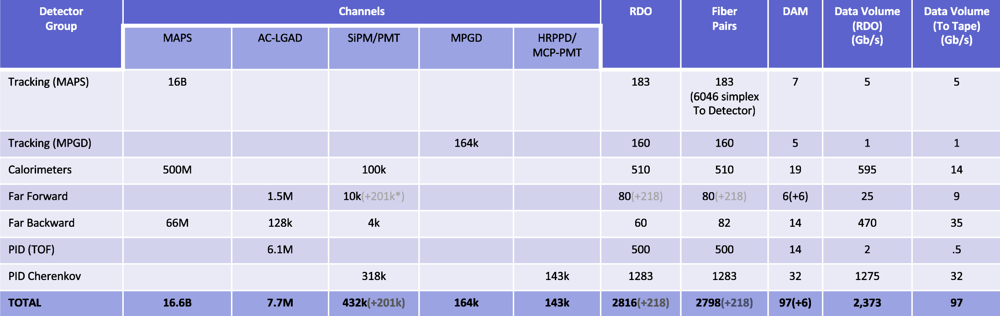 Detector Group Channels RDO Fiber Pairs DAM Data Volume (RDO) (Gb/s) Data Volume (To Tape) (Gb/s)
MAPS AC-LGAD SiPM/PMT MPGD HRPPD/ MCP-PMT
Tracking (MAPS) 16B 183 183 (6046 simplex To Detector) 7 5 5
Tracking (MPGD) 164k 160 160 5 1 1
Calorimeters 500M 100k 510 510 19 595 14
Far Forward 1.5M 10k(+201k*) 80(+218) 80(+218) 6(+6) 25 9
Far Backward 66M 128k 4k 60 82 14 470 35
PID (TOF) 6.1M 500 500 14 2 .5
PID Cherenkov 318k 143k 1283 1283 32 1275 32
TOTAL 16.6B 7.7M 432k(+201k) 164k 143k 2816(+218) 2798(+218) 97(+6) 2,373 97